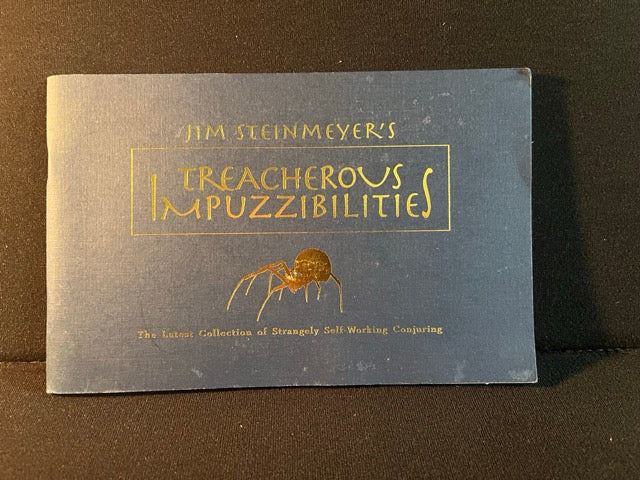 JIM STEINMEYER'S
TREACHEROUS
IMPUZZIBILITIES
The Latest Collection of Strangely Self-Working Conjuring